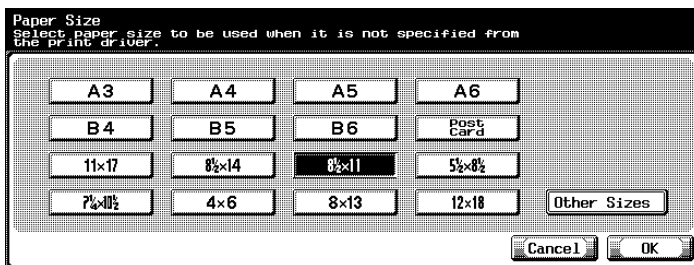 Paper Size
Select paper size to be used when it is not specified from
the print driver.
A3 A4 A5 A6
B4 B5 B6 Post
Card
11×17 8½×14 8½×11 5½×8½
7¼×10½ 4×6 8×13 12×18 Other Sizes
Cancel OK